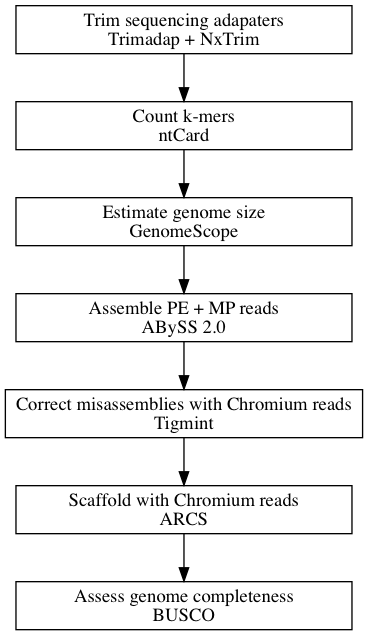 Trim sequencing adapaters
Trimadap + NxTrim
Count k-mers
ntCard
Estimate genome size
GenomeScope
Assemble PE + MP reads
ABySS 2.0
Correct misassemblies with Chromium reads
Tigmint
Scaffold with Chromium reads
ARCS
Assess genome completeness
BUSCO